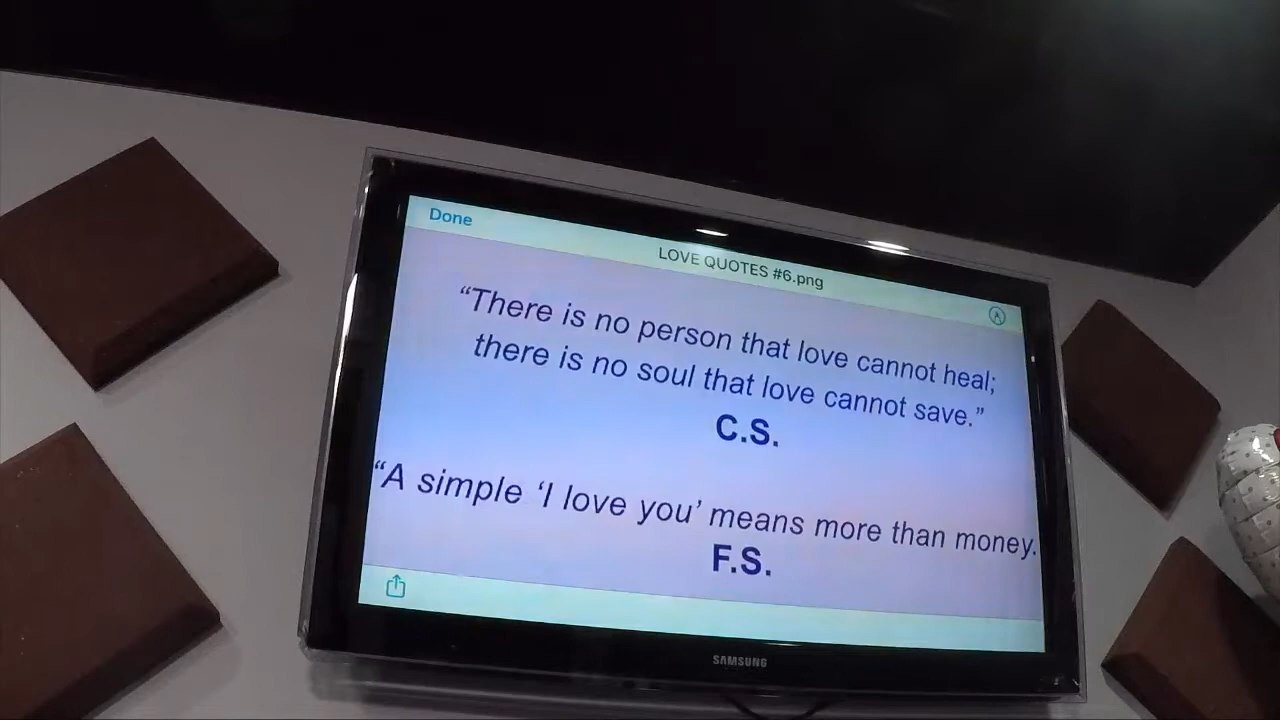 Done
LOVE QUOTES #6.png
“There is no person that love cannot heal;
there is no soul that love cannot save.”
C.S.
“A simple ‘I love you’ means more than money.
F.S.
SAMSUNG